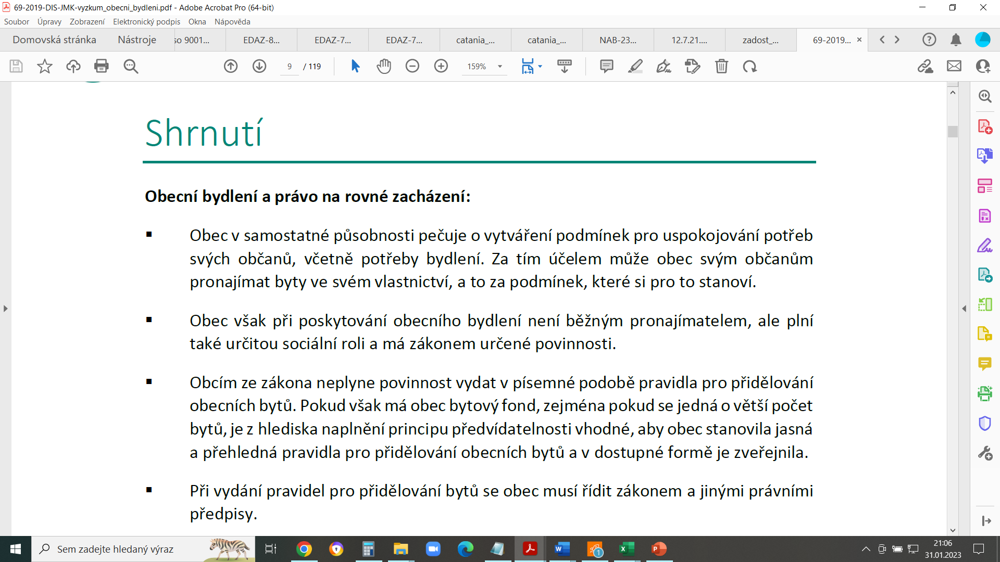 69-2019-DIS-JMK-vyzkum_obecni_bydleni.pdf - Adobe Acrobat Pro (64-bit)
Soubor Úpravy Zobrazení Elektronický podpis Okna Nápověda
Domovská stránka Nástroje so 9001... EDAZ-8... EDAZ-7... EDAZ-7... catania_... catania_... NAB-23... 12.7.21.... zadost_... 69-2019...
9 / 119 159%
Shrnutí
Obecní bydlení a právo na rovné zacházení:
▪ Obec v samostatné působnosti pečuje o vytváření podmínek pro uspokojování potřeb
svých občanů, včetně potřeby bydlení. Za tím účelem může obec svým občanům
pronajímat byty ve svém vlastnictví, a to za podmínek, které si pro to stanoví.
▪ Obec však při poskytování obecního bydlení není běžným pronajímatelem, ale plní
také určitou sociální roli a má zákonem určené povinnosti.
▪ Obcím ze zákona neplyne povinnost vydat v písemné podobě pravidla pro přidělování
obecních bytů. Pokud však má obec bytový fond, zejména pokud se jedná o větší počet
bytů, je z hlediska naplnění principu předvídatelnosti vhodné, aby obec stanovila jasná
a přehledná pravidla pro přidělování obecních bytů a v dostupné formě je zveřejnila.
▪ Při vydání pravidel pro přidělování bytů se obec musí řídit zákonem a jinými právními
předpisy.
Sem zadejte hledaný výraz
1
21:06
31.01.2023